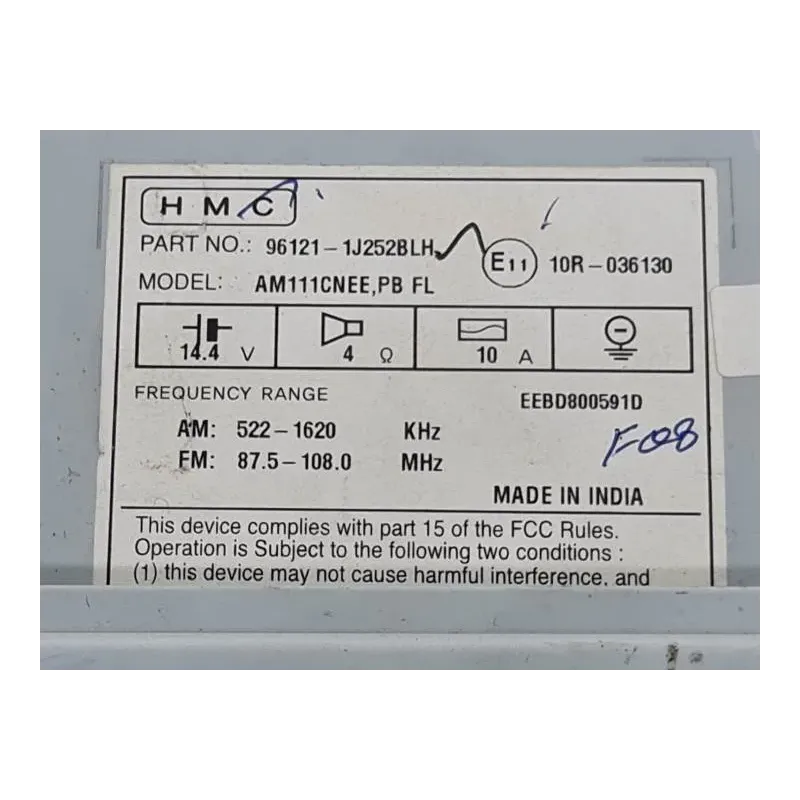 HMC
PART NO.: 96121-1J252BLH
E11 10R-036130
MODEL: AM111CNEE,PB FL
14.4 V 4 Ω 10 A
FREQUENCY RANGE
EEBD800591D
AM: 522-1620 KHz
F08
FM: 87.5-108.0 MHz
MADE IN INDIA
This device complies with part 15 of the FCC Rules.
Operation is Subject to the following two conditions :
(1) this device may not cause harmful interference, and